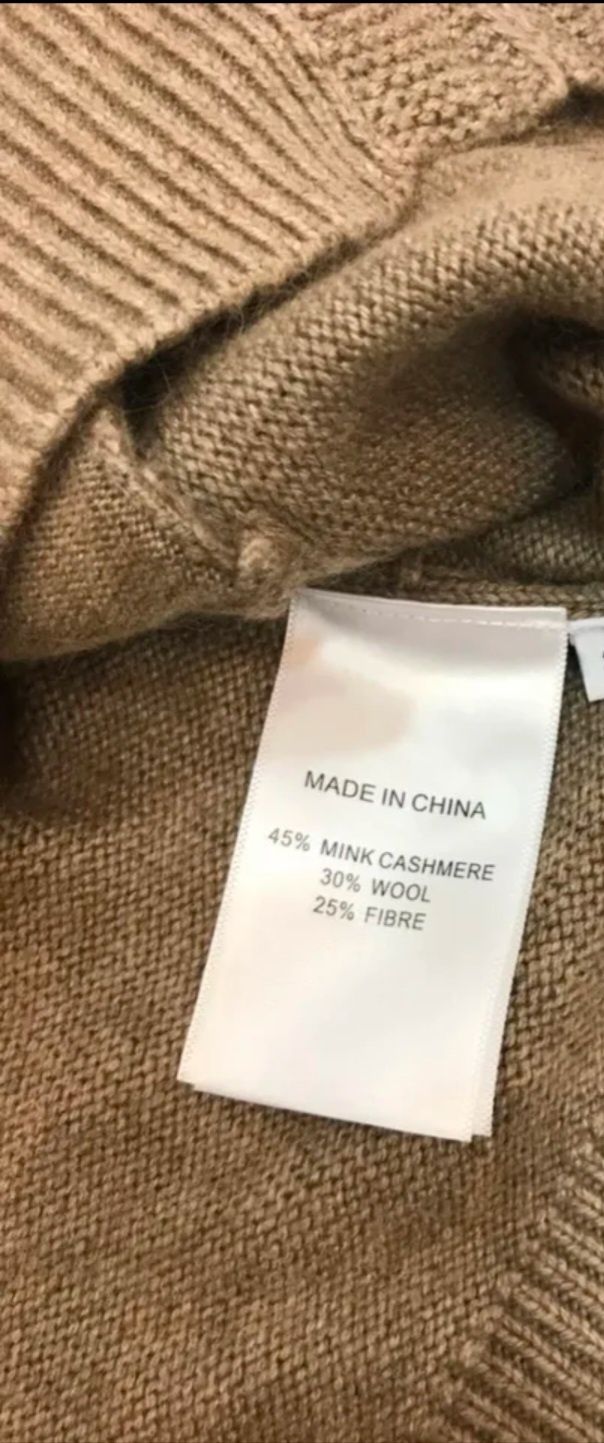 MADE IN CHINA
45% MINK CASHMERE
30% WOOL
25% FIBRE